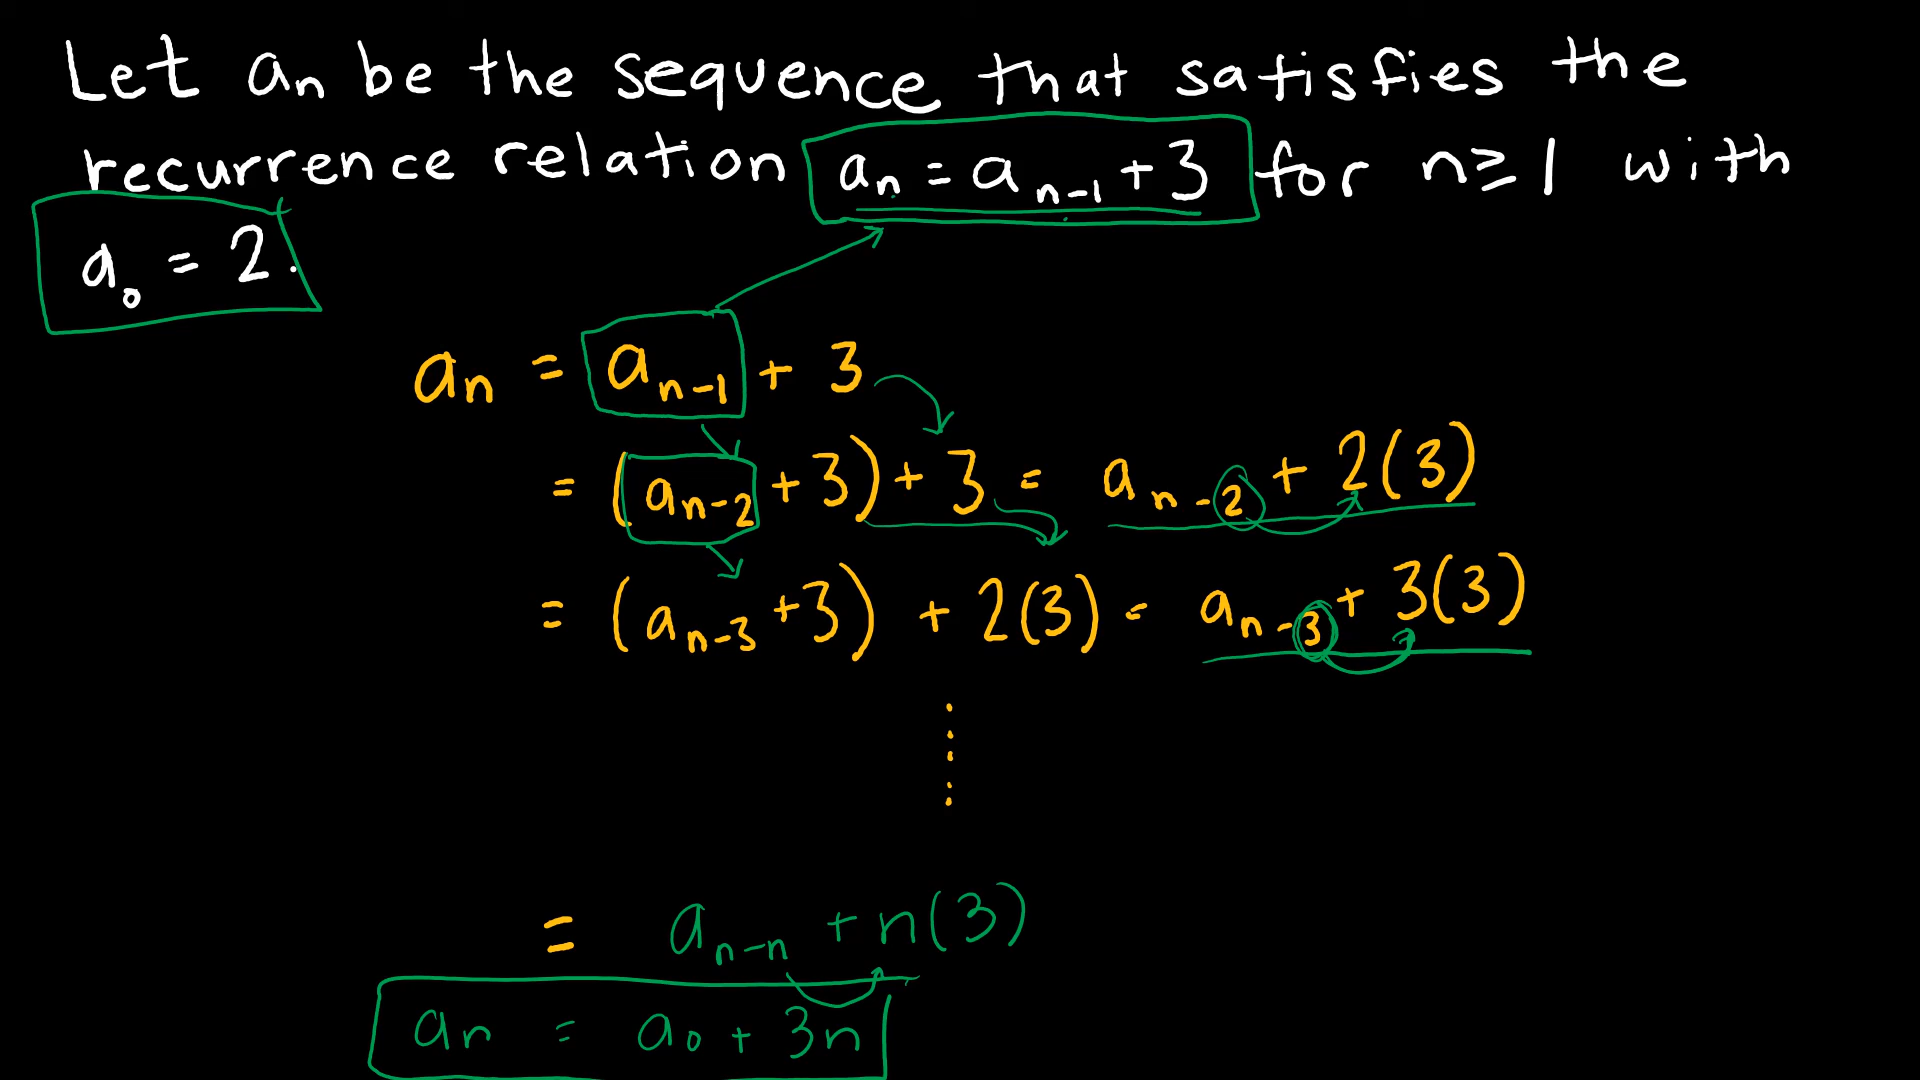 Let an be the sequence that satisfies the
recurrence relation an = an-1 + 3 for n ≥ 1 with
a0 = 2.
an = an-1 + 3
= (an-2 + 3) + 3 = an-2 + 2(3)
= (an-3 + 3) + 2(3) = an-3 + 3(3)
= an-n + n(3)
an = a0 + 3n